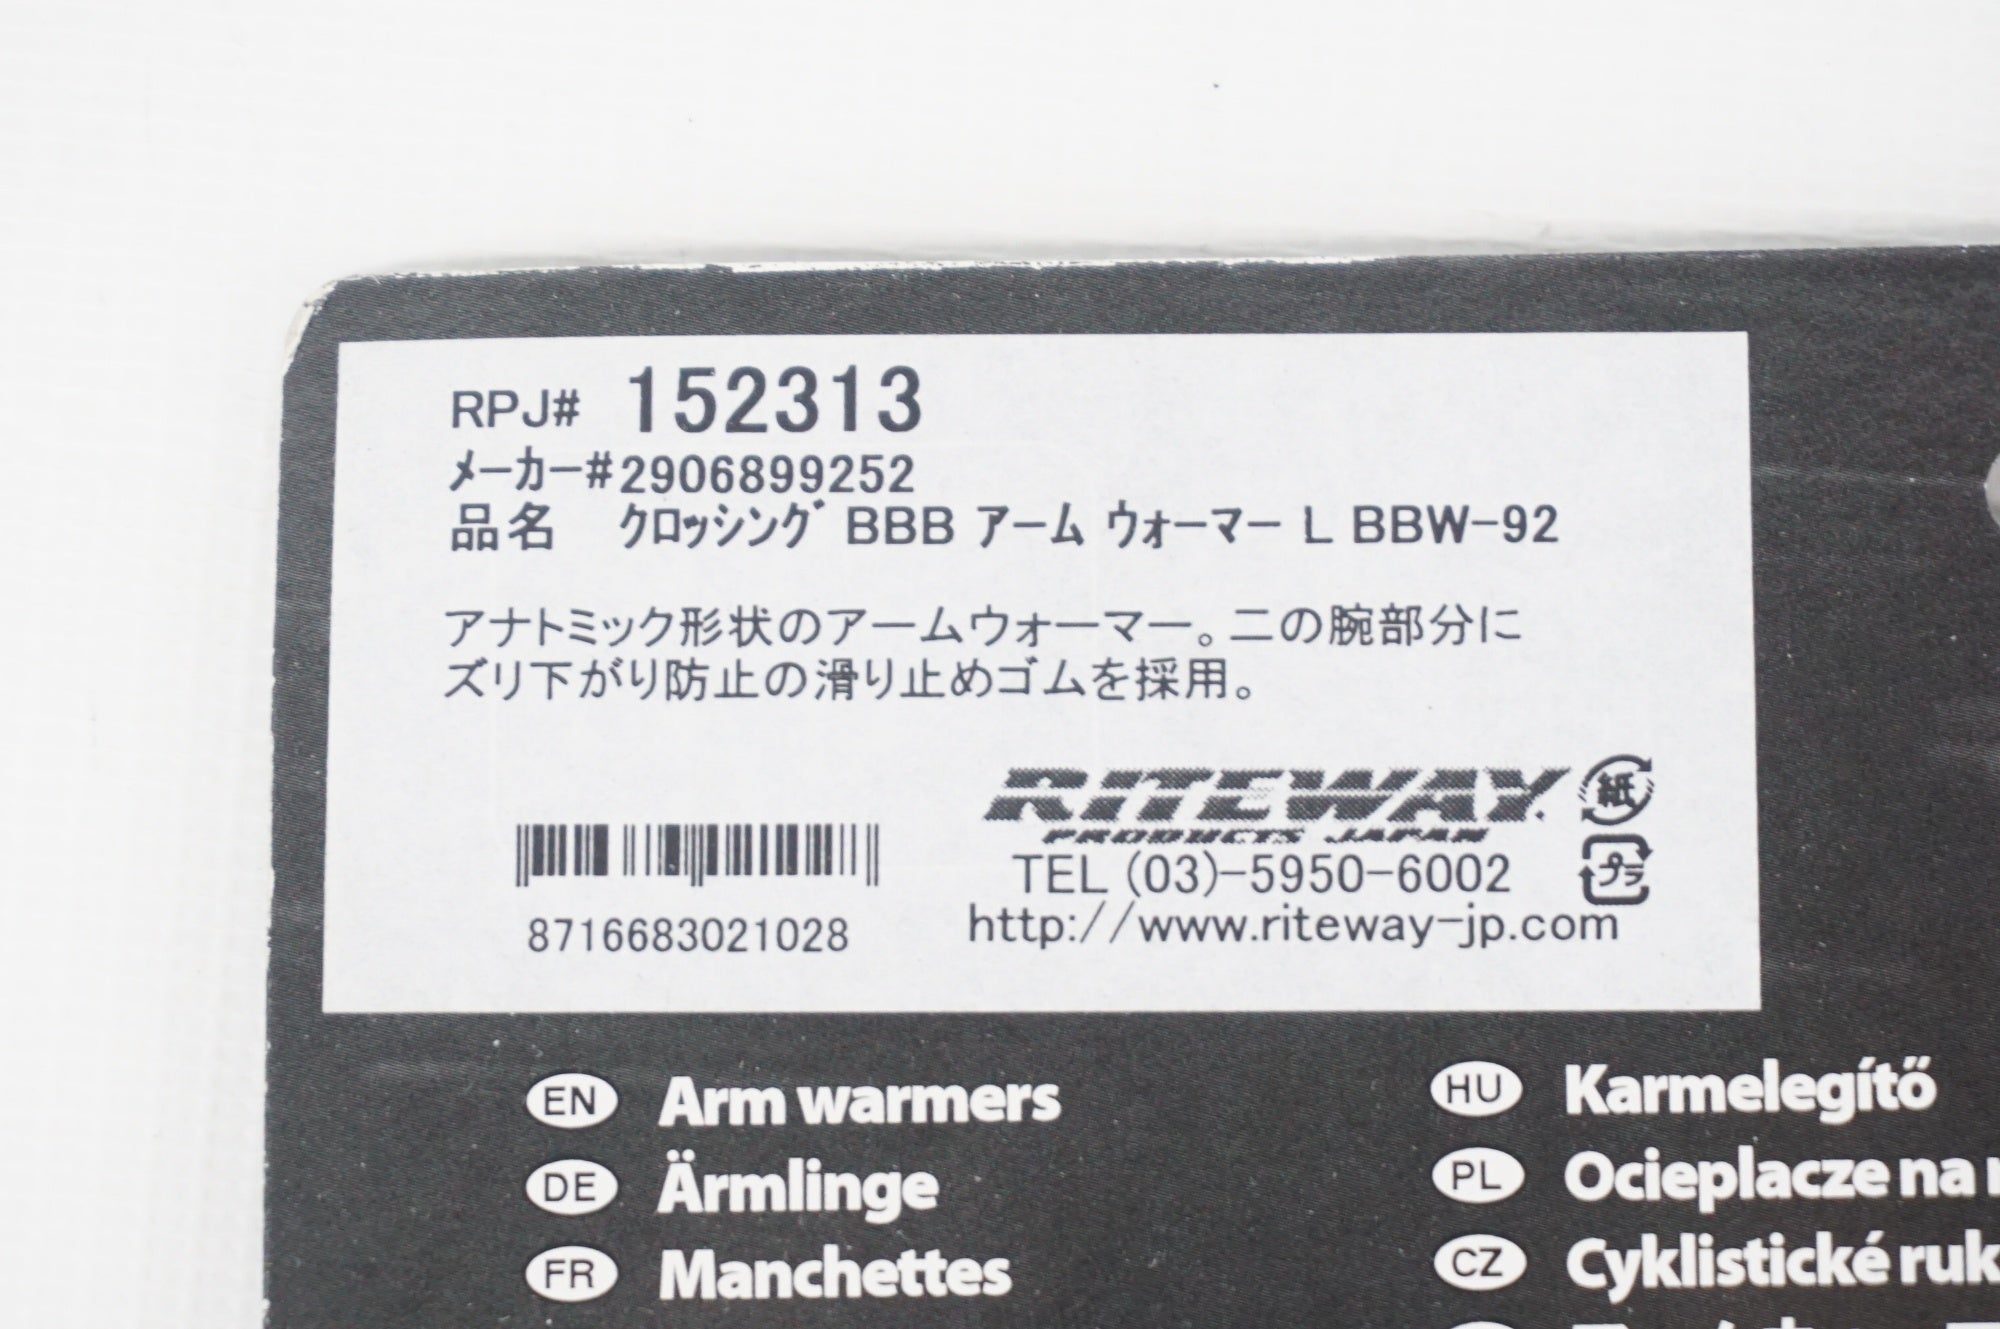 RPJ# 152313
ﾒｰｶｰ#2906899252
品名 ｸﾛｯｼﾝｸﾞ BBB ｱｰﾑ ｳｫｰﾏｰ L BBW-92
アナトミック形状のアームウォーマー。二の腕部分に
ズリ下がり防止の滑り止めゴムを採用。
RITEWAY
PRODUCTS JAPAN
紙
プラ
TEL (03)-5950-6002
8716683021028
http://www.riteway-jp.com
EN Arm warmers
DE Ärmlinge
FR Manchettes
HU Karmelegítő
PL Ocieplacze na
CZ Cyklistické